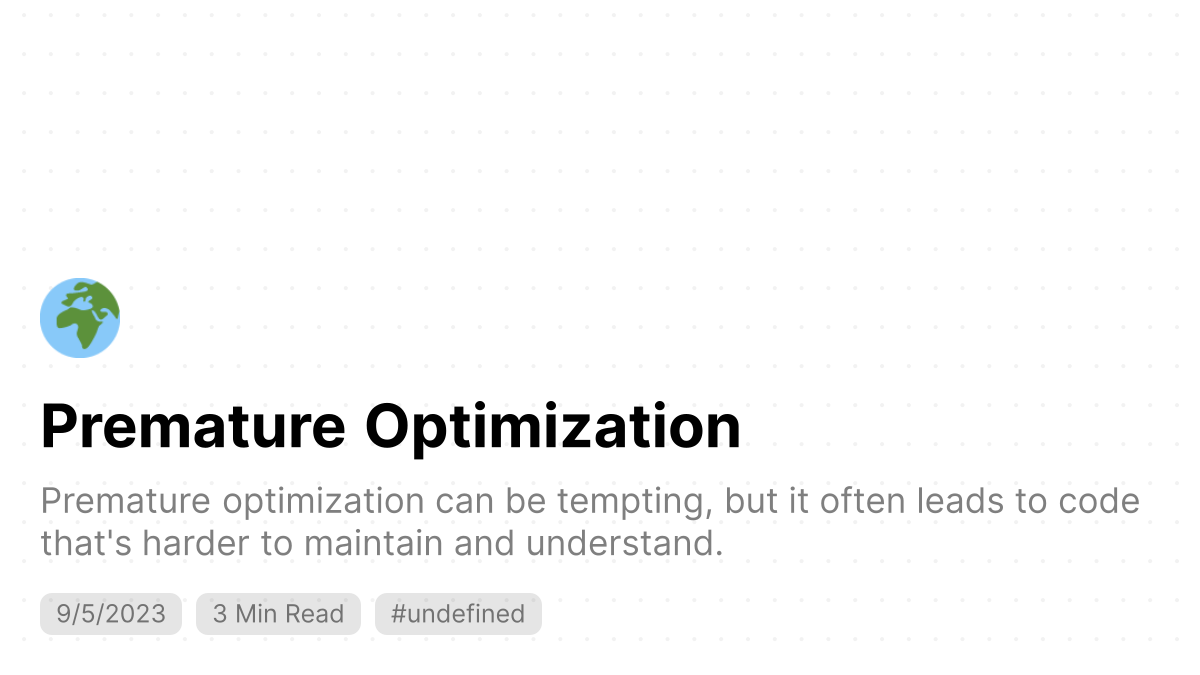 Premature Optimization
Premature optimization can be tempting, but it often leads to code
that's harder to maintain and understand.
9/5/2023 3 Min Read #undefined